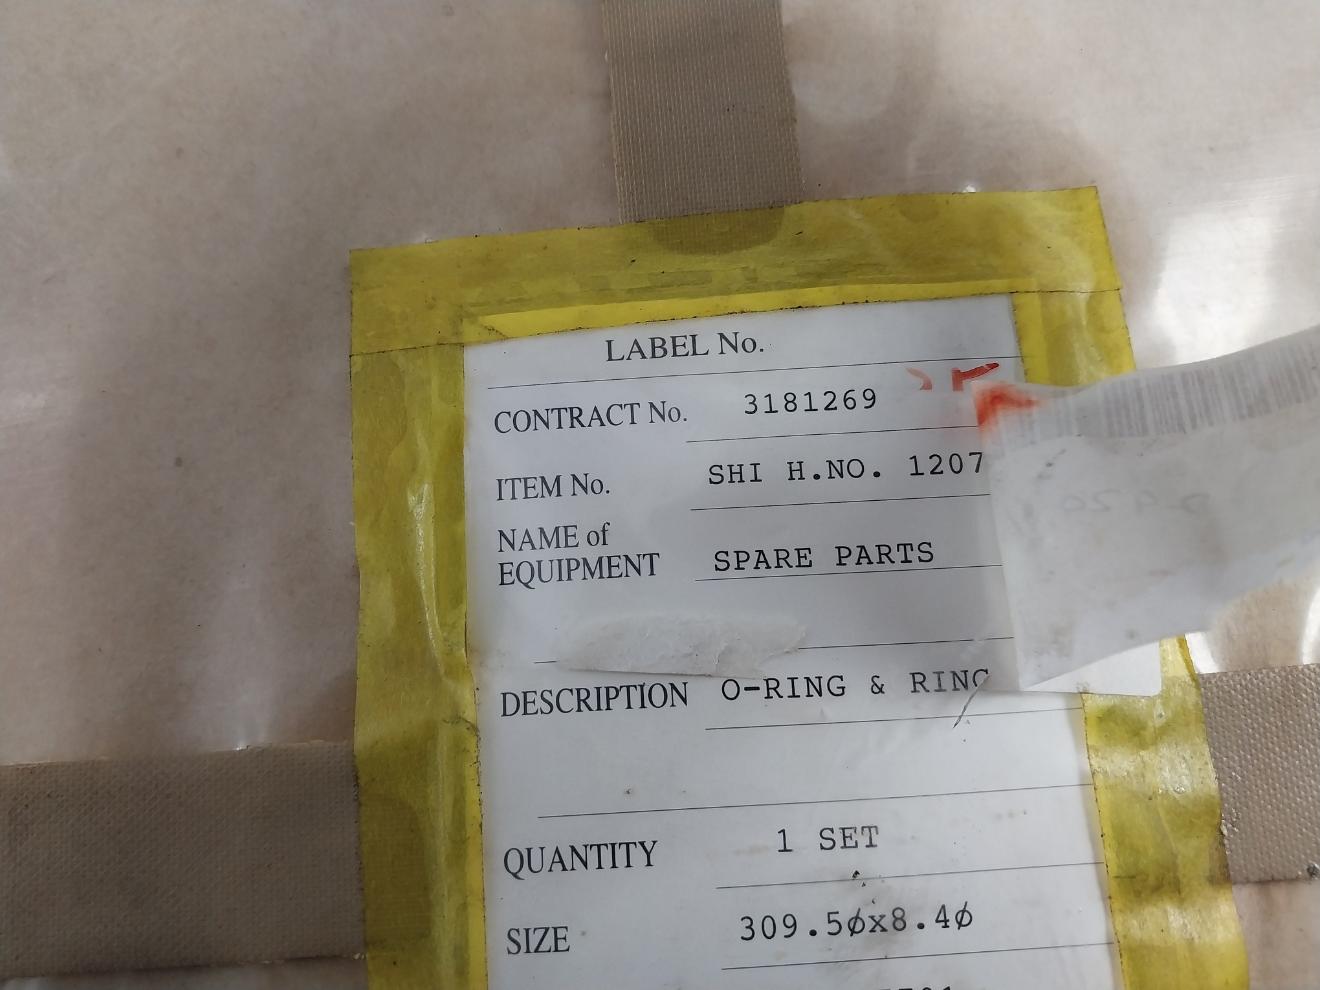 LABEL No.
CONTRACT No. 3181269
ITEM No. SHI H.NO. 1207
NAME of
EQUIPMENT SPARE PARTS
DESCRIPTION O-RING & RING
QUANTITY 1 SET
SIZE 309.5ϕx8.4ϕ